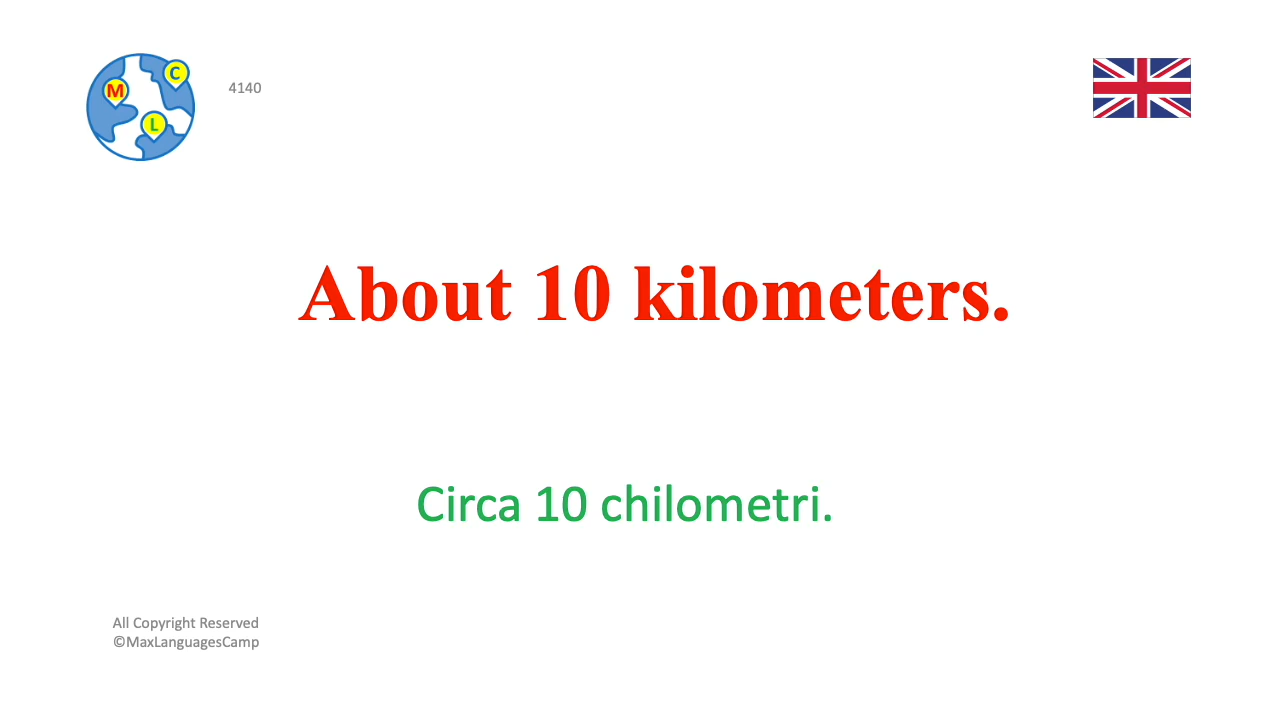 M
C
L
4140
About 10 kilometers.
Circa 10 chilometri.
All Copyright Reserved
©MaxLanguagesCamp